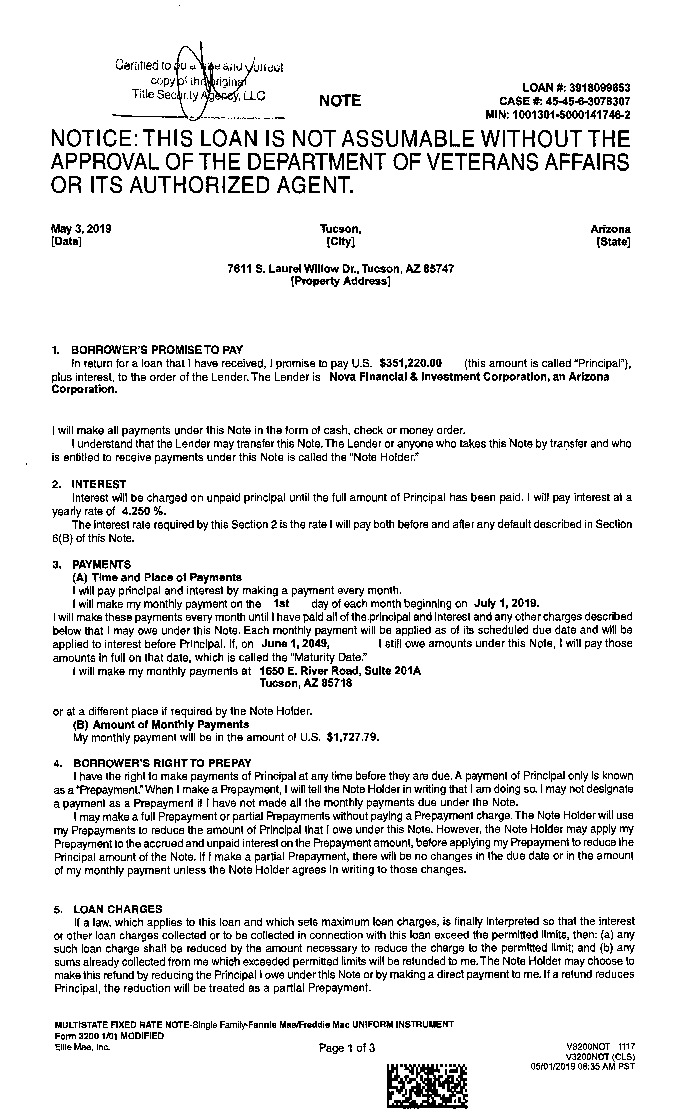 Certified to be a true and correct
copy of the original
Title Security Agency, LLC
NOTE
LOAN #: 3918099853
CASE #: 45-45-6-3078307
MIN: 1001301-5000141746-2
NOTICE: THIS LOAN IS NOT ASSUMABLE WITHOUT THE
APPROVAL OF THE DEPARTMENT OF VETERANS AFFAIRS
OR ITS AUTHORIZED AGENT.
May 3, 2019 Tucson, Arizona
[Date] [City] [State]
7611 S. Laurel Willow Dr., Tucson, AZ 85747
[Property Address]
1. BORROWER'S PROMISE TO PAY
In return for a loan that I have received, I promise to pay U.S. $351,220.00 (this amount is called "Principal"),
plus interest, to the order of the Lender. The Lender is Nova Financial & Investment Corporation, an Arizona
Corporation.
I will make all payments under this Note in the form of cash, check or money order.
I understand that the Lender may transfer this Note. The Lender or anyone who takes this Note by transfer and who
is entitled to receive payments under this Note is called the "Note Holder."
2. INTEREST
Interest will be charged on unpaid principal until the full amount of Principal has been paid. I will pay interest at a
yearly rate of 4.250 %.
The interest rate required by this Section 2 is the rate I will pay both before and after any default described in Section
6(B) of this Note.
3. PAYMENTS
(A) Time and Place of Payments
I will pay principal and interest by making a payment every month.
I will make my monthly payment on the 1st day of each month beginning on July 1, 2019.
I will make these payments every month until I have paid all of the principal and interest and any other charges described
below that I may owe under this Note. Each monthly payment will be applied as of its scheduled due date and will be
applied to interest before Principal. If, on June 1, 2049, I still owe amounts under this Note, I will pay those
amounts in full on that date, which is called the "Maturity Date."
I will make my monthly payments at 1650 E. River Road, Suite 201A
Tucson, AZ 85718
or at a different place if required by the Note Holder.
(B) Amount of Monthly Payments
My monthly payment will be in the amount of U.S. $1,727.79.
4. BORROWER'S RIGHT TO PREPAY
I have the right to make payments of Principal at any time before they are due. A payment of Principal only is known
as a "Prepayment." When I make a Prepayment, I will tell the Note Holder in writing that I am doing so. I may not designate
a payment as a Prepayment if I have not made all the monthly payments due under the Note.
I may make a full Prepayment or partial Prepayments without paying a Prepayment charge. The Note Holder will use
my Prepayments to reduce the amount of Principal that I owe under this Note. However, the Note Holder may apply my
Prepayment to the accrued and unpaid interest on the Prepayment amount, before applying my Prepayment to reduce the
Principal amount of the Note. If I make a partial Prepayment, there will be no changes in the due date or in the amount
of my monthly payment unless the Note Holder agrees in writing to those changes.
5. LOAN CHARGES
If a law, which applies to this loan and which sets maximum loan charges, is finally interpreted so that the interest
or other loan charges collected or to be collected in connection with this loan exceed the permitted limits, then: (a) any
such loan charge shall be reduced by the amount necessary to reduce the charge to the permitted limit; and (b) any
sums already collected from me which exceeded permitted limits will be refunded to me. The Note Holder may choose to
make this refund by reducing the Principal I owe under this Note or by making a direct payment to me. If a refund reduces
Principal, the reduction will be treated as a partial Prepayment.
MULTISTATE FIXED RATE NOTE-Single Family-Fannie Mae/Freddie Mac UNIFORM INSTRUMENT
Form 3200 1/01 MODIFIED
Ellie Mae, Inc. Page 1 of 3 V3200NOT 1117
V3200NOT (CLS)
05/01/2019 06:35 AM PST